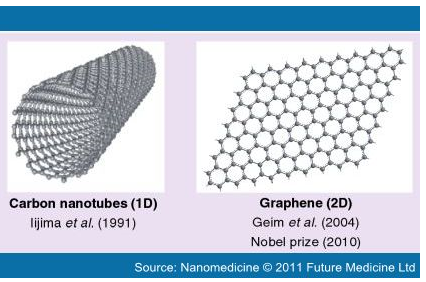 Carbon nanotubes (1D)
Iijima et al. (1991)
Graphene (2D)
Geim et al. (2004)
Nobel prize (2010)
Source: Nanomedicine © 2011 Future Medicine Ltd